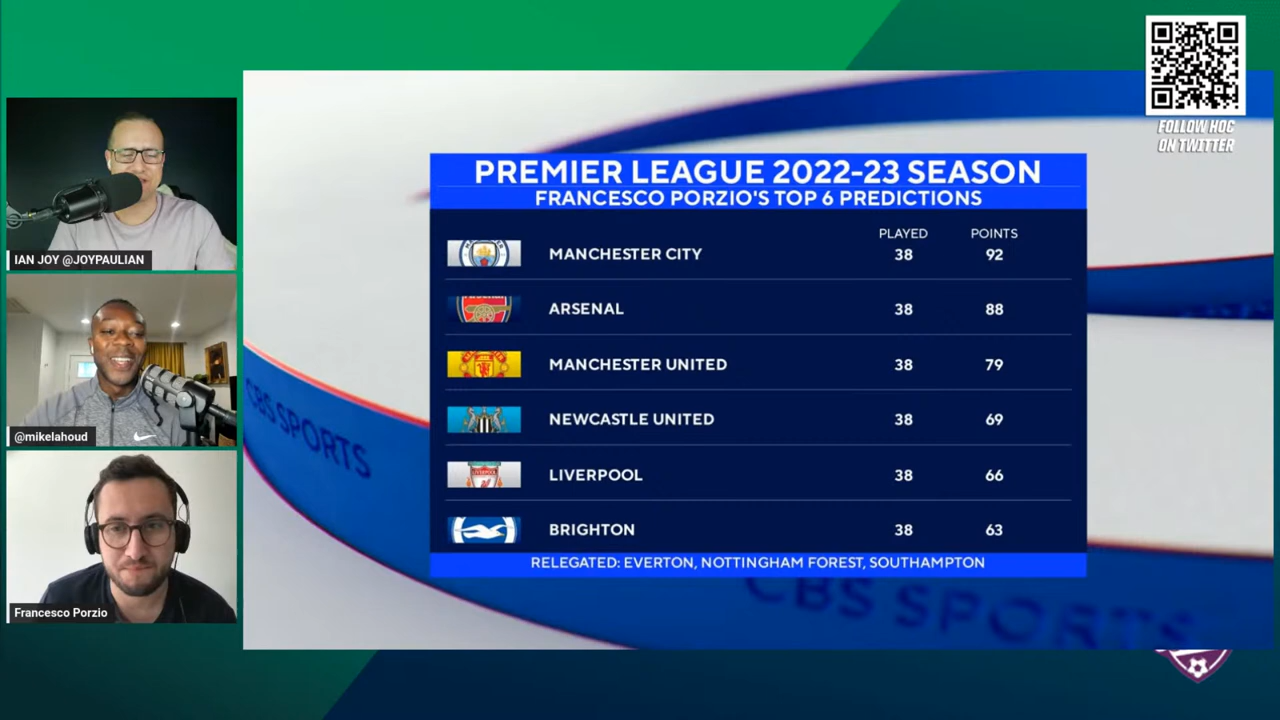 FOLLOW HOC
ON TWITTER
PREMIER LEAGUE 2022-23 SEASON
FRANCESCO PORZIO'S TOP 6 PREDICTIONS
PLAYED POINTS
MANCHESTER CITY 38 92
ARSENAL 38 88
MANCHESTER UNITED 38 79
NEWCASTLE UNITED 38 69
LIVERPOOL 38 66
BRIGHTON 38 63
RELEGATED: EVERTON, NOTTINGHAM FOREST, SOUTHAMPTON
IAN JOY @JOYPAULIAN
@mikelahoud
Francesco Porzio
CBS SPORTS
CBS SPORTS